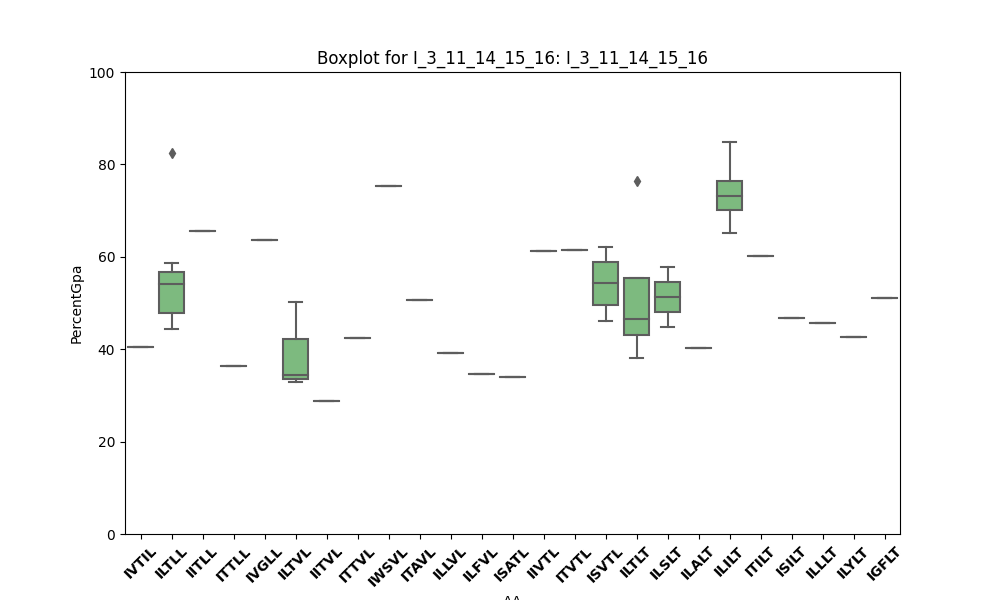 Boxplot for I_3_11_14_15_16: I_3_11_14_15_16
100
80
60
40
20
0
PercentGpa
IVTIL
ILTLL
IITLL
ITTLL
IVGLL
ILTVL
IITVL
ITTVL
IWSVL
ITAVL
ILLVL
ILFVL
ISATL
IIVTL
ITVTL
ISVTL
ILTLT
ILSLT
ILALT
ILILT
ITILT
ISILT
ILLLT
ILYLT
IGFLT
AA